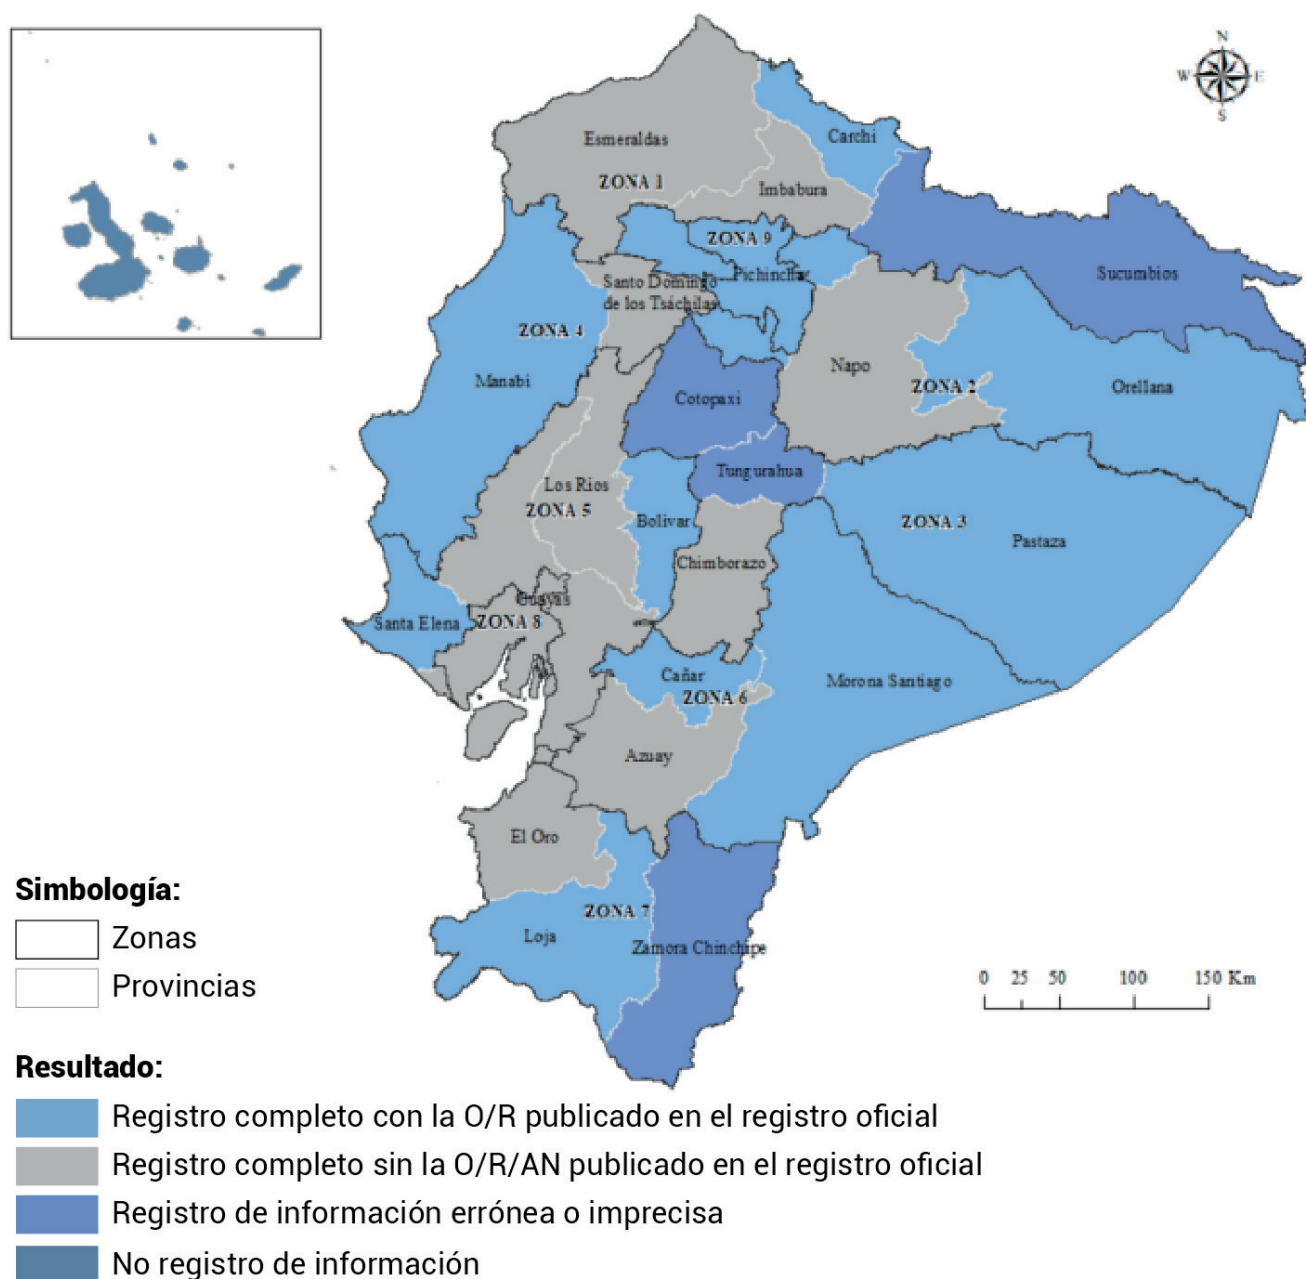 N
W E
S
Carchi
Esmeraldas
ZONA 1
Imbabura
ZONA 9
Pichincha
Sucumbios
Santo Domingo
de los Tsáchilas
ZONA 4
Manabi
Napo
ZONA 2
Orellana
Cotopaxi
Tungurahua
Los Rios
ZONA 5
Bolivar
ZONA 3
Pastaza
Chimborazo
Guayas
Santa Elena
ZONA 8
Cañar
ZONA 6
Morona Santiago
Azuay
El Oro
ZONA 7
Loja
Zamora Chinchipe
Simbología:
Zonas
Provincias
0 25 50 100 150 Km
Resultado:
Registro completo con la O/R publicado en el registro oficial
Registro completo sin la O/R/AN publicado en el registro oficial
Registro de información errónea o imprecisa
No registro de información